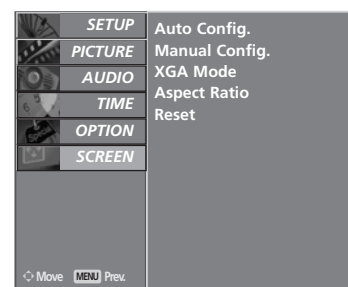 SETUP
PICTURE
AUDIO
TIME
OPTION
SCREEN
Auto Config.
Manual Config.
XGA Mode
Aspect Ratio
Reset
Move MENU Prev.